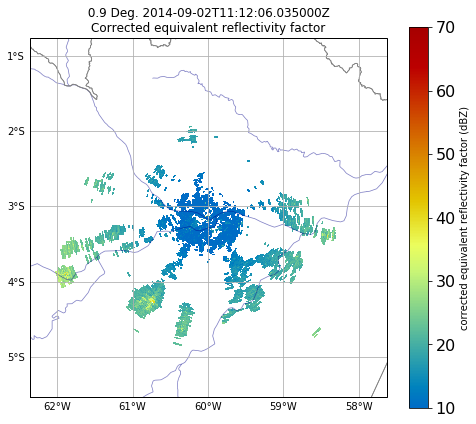 0.9 Deg. 2014-09-02T11:12:06.035000Z
Corrected equivalent reflectivity factor
1°S
2°S
3°S
4°S
5°S
62°W
61°W
60°W
59°W
58°W
70
60
50
40
30
20
10
corrected equivalent reflectivity factor (dBZ)